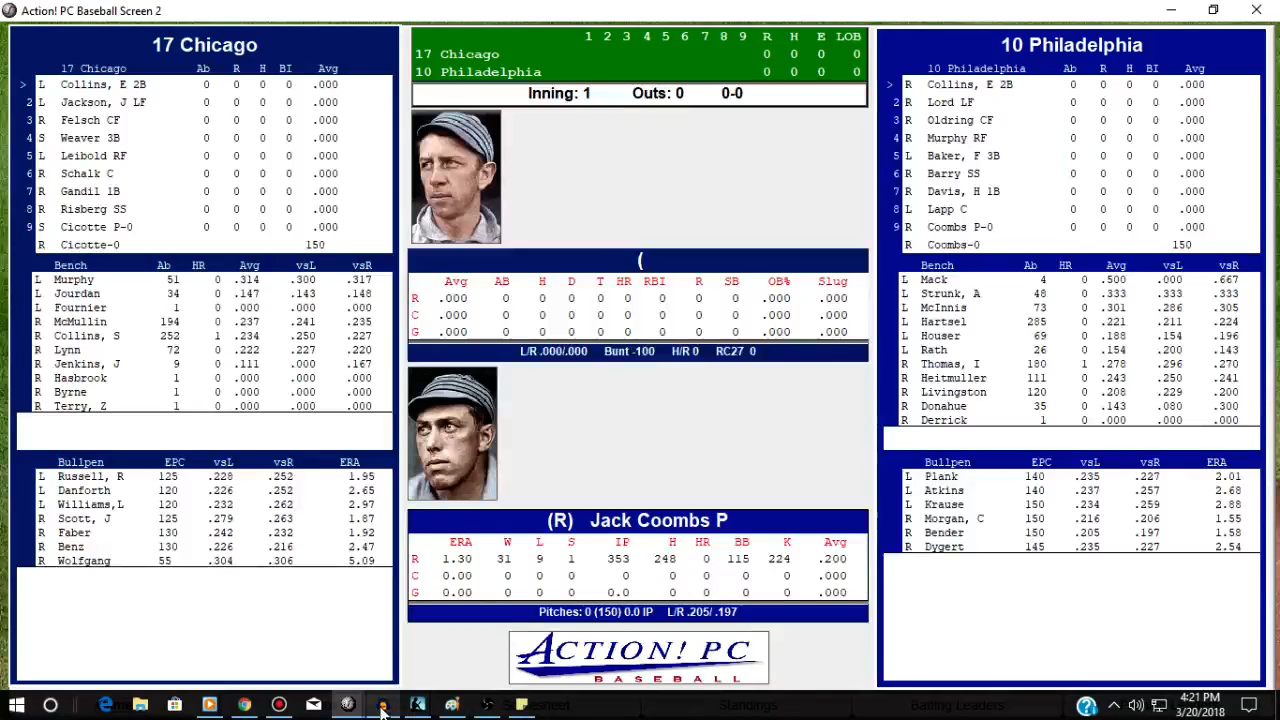 Action! PC Baseball Screen 2
17 Chicago
17 Chicago Ab R H BI Avg
> L Collins, E 2B 0 0 0 0 .000
2 L Jackson, J LF 0 0 0 0 .000
3 R Felsch CF 0 0 0 0 .000
4 S Weaver 3B 0 0 0 0 .000
5 L Leibold RF 0 0 0 0 .000
6 R Schalk C 0 0 0 0 .000
7 R Gandil 1B 0 0 0 0 .000
8 R Risberg SS 0 0 0 0 .000
9 S Cicotte P-0 0 0 0 0 .000
R Cicotte-0 150
Bench Ab HR Avg vsL vsR
L Murphy 51 0 .314 .300 .317
L Jourdan 34 0 .147 .143 .148
L Fournier 1 0 .000 .000 .000
R McMullin 194 0 .237 .241 .235
R Collins, S 252 1 .234 .250 .227
R Lynn 72 0 .222 .227 .220
R Jenkins, J 9 0 .111 .000 .167
R Hasbrook 1 0 .000 .000 .000
R Byrne 1 0 .000 .000 .000
R Terry, Z 1 0 .000 .000 .000
Bullpen EPC vsL vsR ERA
L Russell, R 125 .228 .252 1.95
L Danforth 120 .226 .252 2.65
L Williams,L 120 .232 .262 2.97
R Scott, J 125 .279 .263 1.87
R Faber 130 .242 .232 1.92
R Benz 130 .226 .216 2.47
R Wolfgang 55 .304 .306 5.09
1 2 3 4 5 6 7 8 9 R H E LOB
17 Chicago 0 0 0 0
10 Philadelphia 0 0 0 0
Inning: 1 Outs: 0 0-0
(
Avg AB H D T HR RBI R SB OB% Slug
R .000 0 0 0 0 0 0 0 0 .000 .000
C .000 0 0 0 0 0 0 0 0 .000 .000
G .000 0 0 0 0 0 0 0 0 .000 .000
L/R .000/.000 Bunt -100 H/R 0 RC27 0
(R) Jack Coombs P
ERA W L S IP H HR BB K Avg
R 1.30 31 9 1 353 248 0 115 224 .200
C 0.00 0 0 0 0 0 0 0 0 .000
G 0.00 0 0 0 0.0 0 0 0 0 .000
Pitches: 0 (150) 0.0 IP L/R .205/ .197
ACTION! PC
BASEBALL
10 Philadelphia
10 Philadelphia Ab R H BI Avg
> R Collins, E 2B 0 0 0 0 .000
2 R Lord LF 0 0 0 0 .000
3 R Oldring CF 0 0 0 0 .000
4 R Murphy RF 0 0 0 0 .000
5 L Baker, F 3B 0 0 0 0 .000
6 R Barry SS 0 0 0 0 .000
7 R Davis, H 1B 0 0 0 0 .000
8 L Lapp C 0 0 0 0 .000
9 R Coombs P-0 0 0 0 0 .000
R Coombs-0 150
Bench Ab HR Avg vsL vsR
L Mack 4 0 .500 .000 .667
L Strunk, A 48 0 .333 .333 .333
L McInnis 73 0 .301 .286 .305
L Hartsel 285 0 .221 .211 .224
L Houser 69 0 .188 .154 .196
L Rath 26 0 .154 .200 .143
R Thomas, I 180 1 .278 .296 .270
R Heitmuller 111 0 .243 .250 .241
R Livingston 120 0 .208 .229 .200
R Donahue 35 0 .143 .080 .300
R Derrick 1 0 .000 .000 .000
Bullpen EPC vsL vsR ERA
L Plank 140 .235 .227 2.01
L Atkins 140 .237 .257 2.68
L Krause 150 .234 .259 2.88
R Morgan, C 150 .216 .206 1.55
R Bender 150 .205 .197 1.58
R Dygert 145 .235 .227 2.54
Standings
Batting Leaders
4:21 PM
3/20/2018